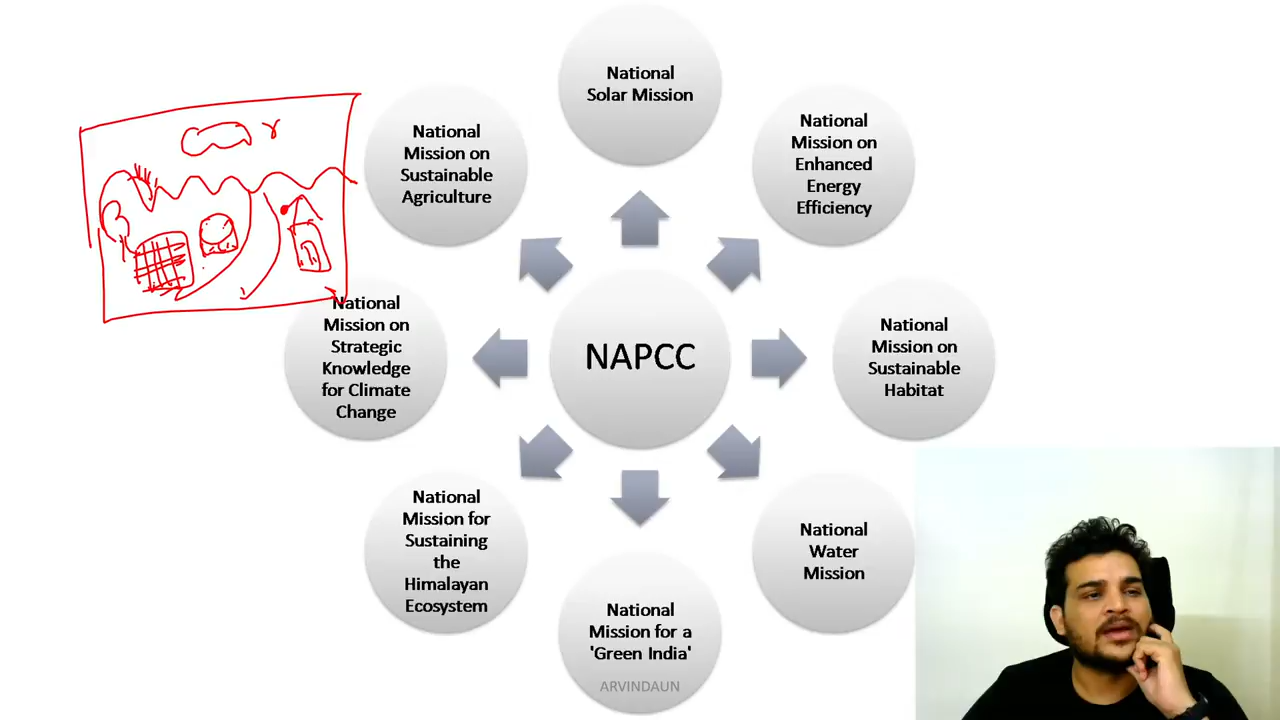 National
Solar Mission
National
Mission on
Enhanced
Energy
Efficiency
National
Mission on
Sustainable
Habitat
National
Water
Mission
National
Mission for a
'Green India'
ARVINDAUN
National
Mission for
Sustaining
the
Himalayan
Ecosystem
National
Mission on
Strategic
Knowledge
for Climate
Change
National
Mission on
Sustainable
Agriculture
NAPCC